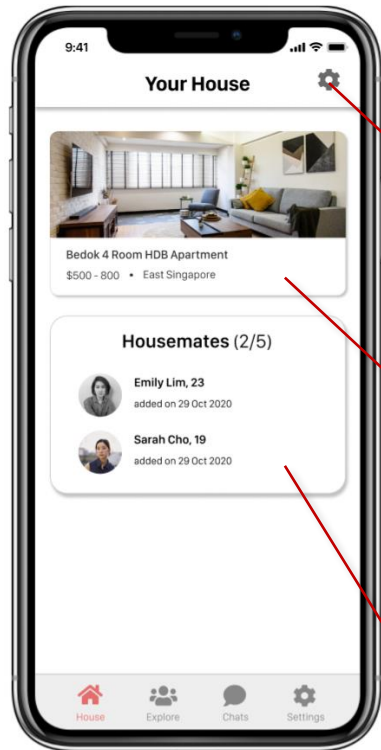 9:41
Your House
Bedok 4 Room HDB Apartment
$500 - 800 • East Singapore
Housemates (2/5)
Emily Lim, 23
added on 29 Oct 2020
Sarah Cho, 19
added on 29 Oct 2020
House Explore Chats Settings